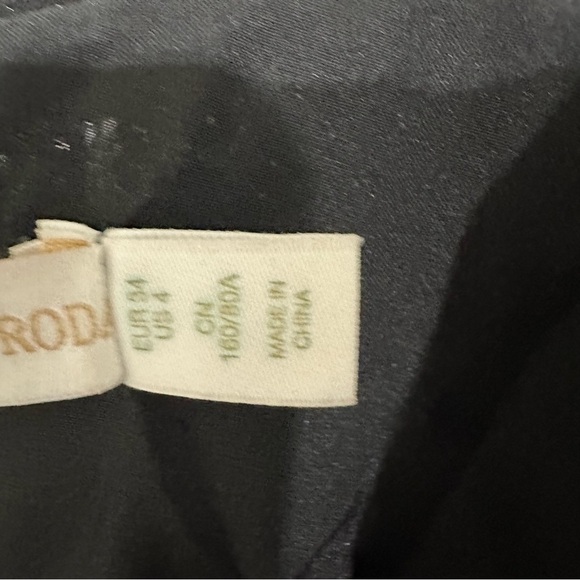 RODA
EUR 34
US 4
CN
160/80A
MADE IN
CHINA